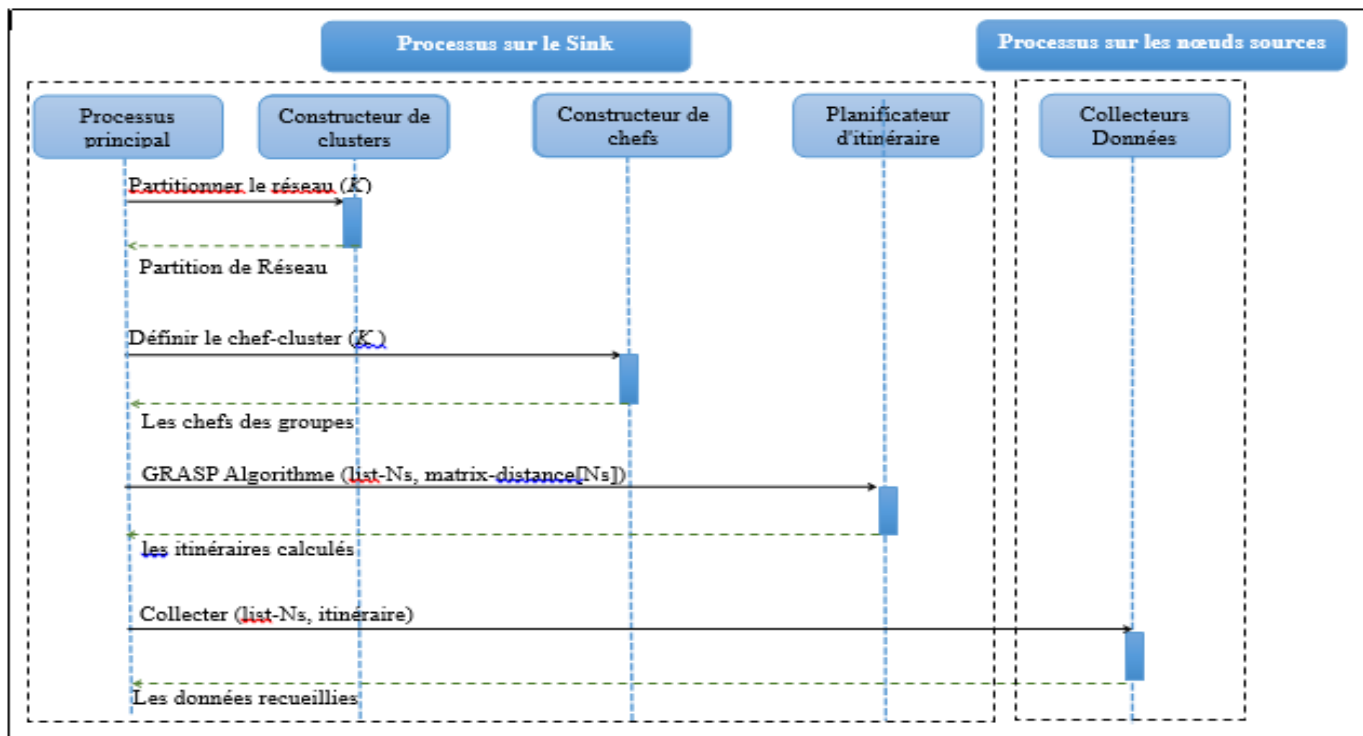 Processus sur le Sink
Processus sur les nœuds sources
Processus
principal
Constructeur de
clusters
Constructeur de
chefs
Planificateur
d'itinéraire
Collecteurs
Données
Partitionner le réseau (K)
Partition de Réseau
Définir le chef-cluster (K )
Les chefs des groupes
GRASP Algorithme (list-Ns, matrix-distance[Ns])
les itinéraires calculés
Collecter (list-Ns, itinéraire)
Les données recueillies